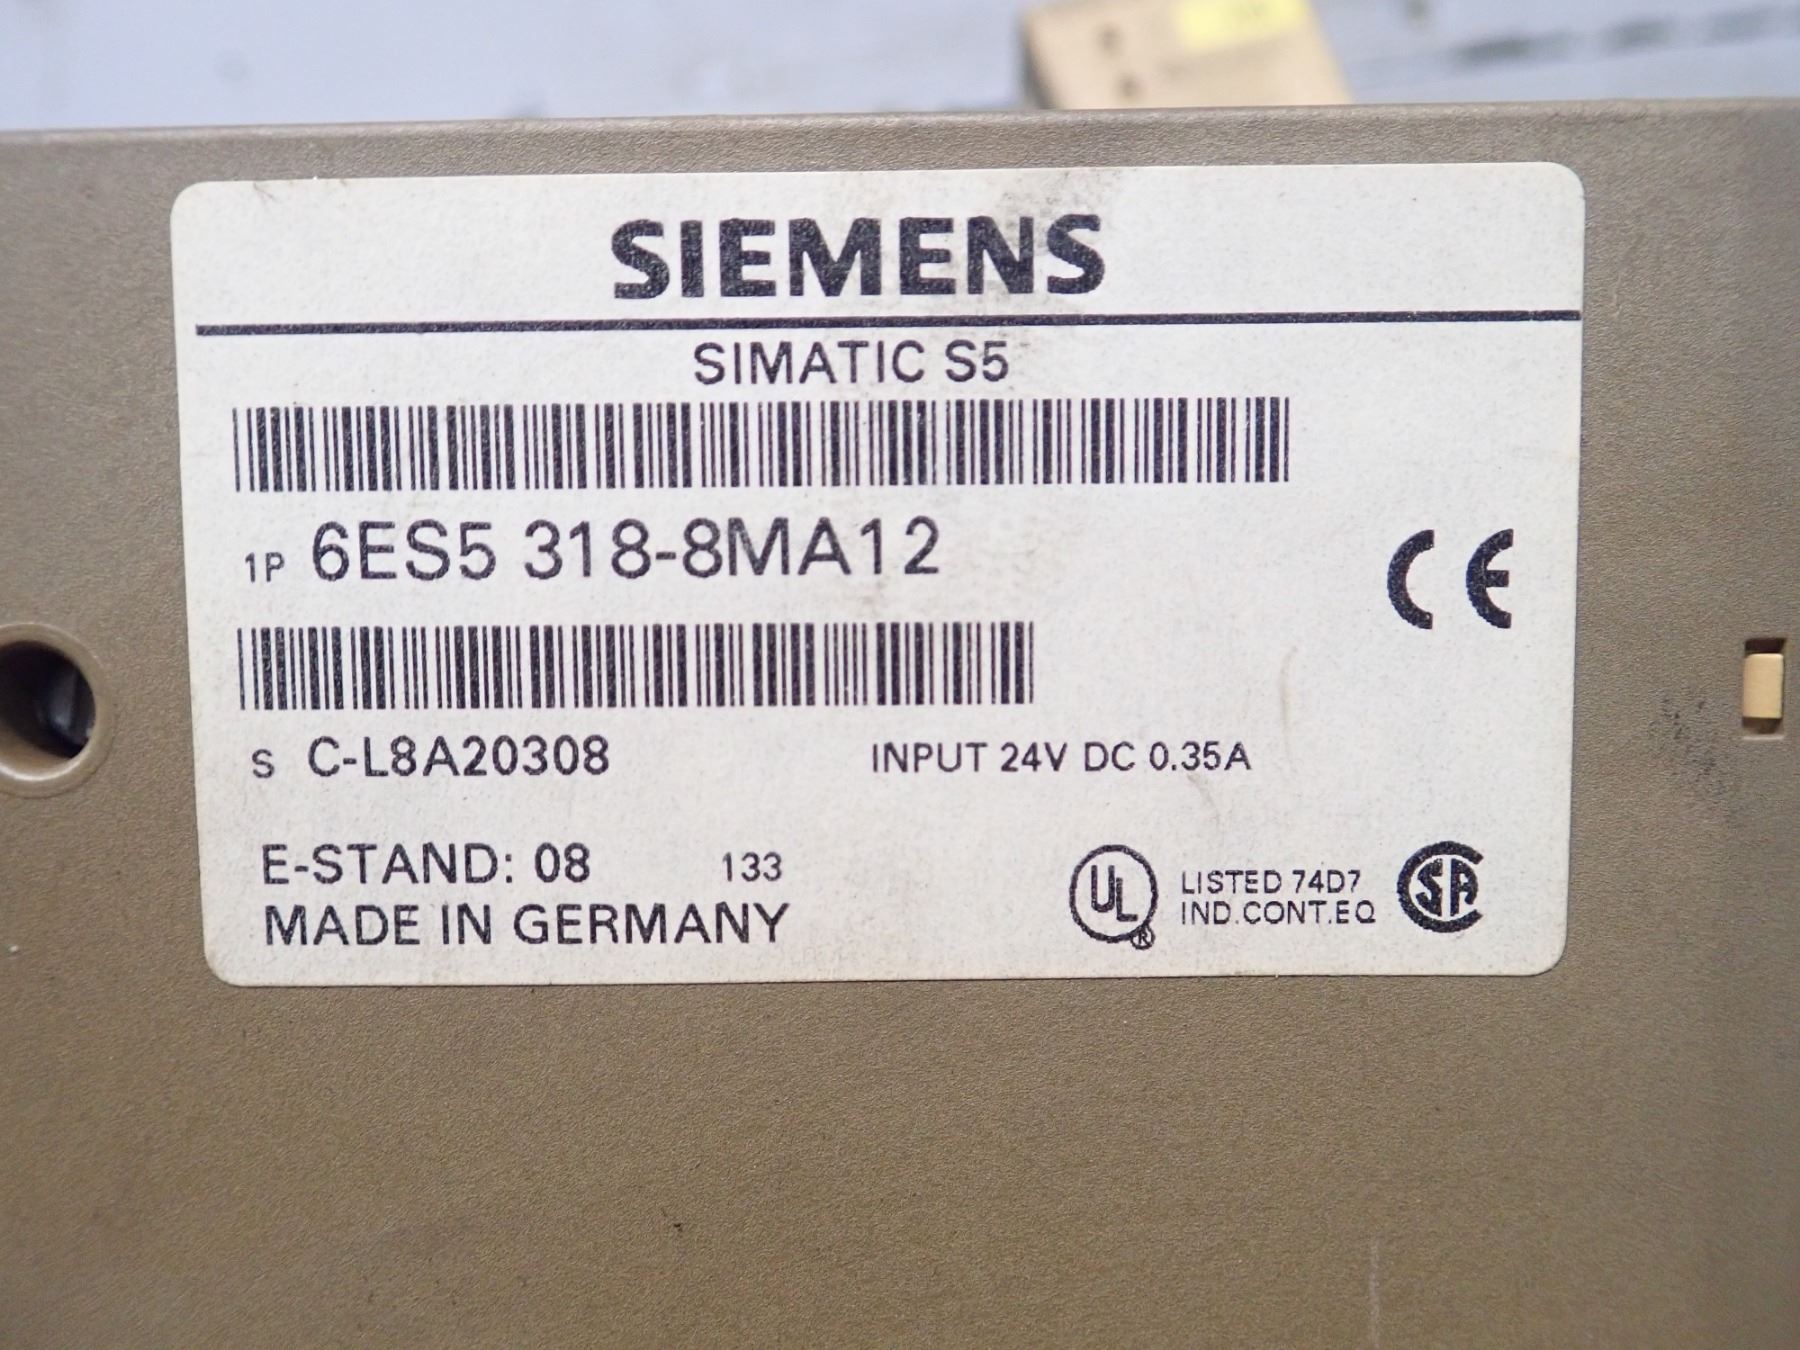 SIEMENS
SIMATIC S5
1P 6ES5 318-8MA12
CE
S C-L8A20308
INPUT 24V DC 0.35A
E-STAND: 08 133
MADE IN GERMANY
UL ®
LISTED 74D7
IND.CONT.EQ
SA